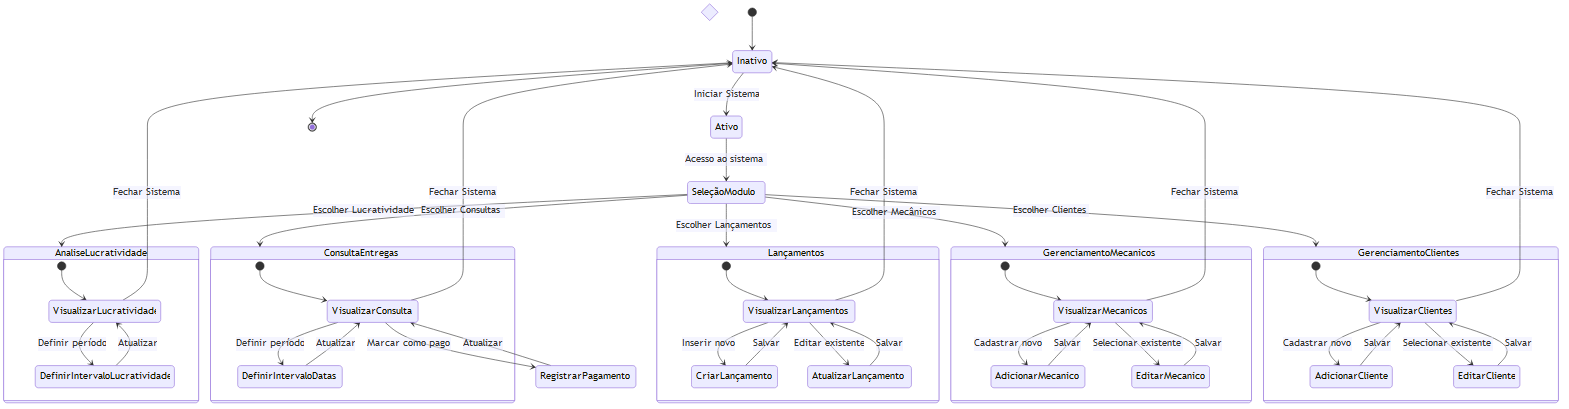 Inativo
Iniciar Sistema
Ativo
Acesso ao sistema
Fechar Sistema
Fechar Sistema
Fechar Sistema
Fechar Sistema
Fechar Sistema
SeleçãoModulo
Escolher Lucratividade
Escolher Consultas
Escolher Lançamentos
Escolher Mecânicos
Escolher Clientes
AnaliseLucratividade
ConsultaEntregas
Lançamentos
GerenciamentoMecanicos
GerenciamentoClientes
VisualizarLucratividade
VisualizarConsulta
VisualizarLançamentos
VisualizarMecanicos
VisualizarClientes
Definir período
Atualizar
Definir período
Atualizar
Marcar como pago
Atualizar
Inserir novo
Salvar
Editar existente
Salvar
Cadastrar novo
Salvar
Selecionar existente
Salvar
Cadastrar novo
Salvar
Selecionar existente
Salvar
DefinirIntervaloLucratividade
DefinirIntervaloDatas
RegistrarPagamento
CriarLançamento
AtualizarLançamento
AdicionarMecanico
EditarMecanico
AdicionarCliente
EditarCliente